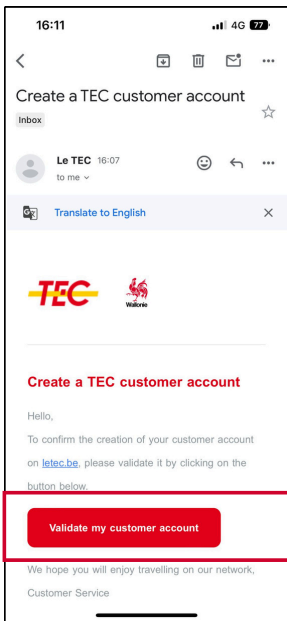 16:11
4G 77
Create a TEC customer account
Inbox
Le TEC 16:07
to me
Translate to English
TEC
Wallonie
Create a TEC customer account
Hello,
To confirm the creation of your customer account
on letec.be, please validate it by clicking on the
button below.
Validate my customer account
We hope you will enjoy travelling on our network,
Customer Service